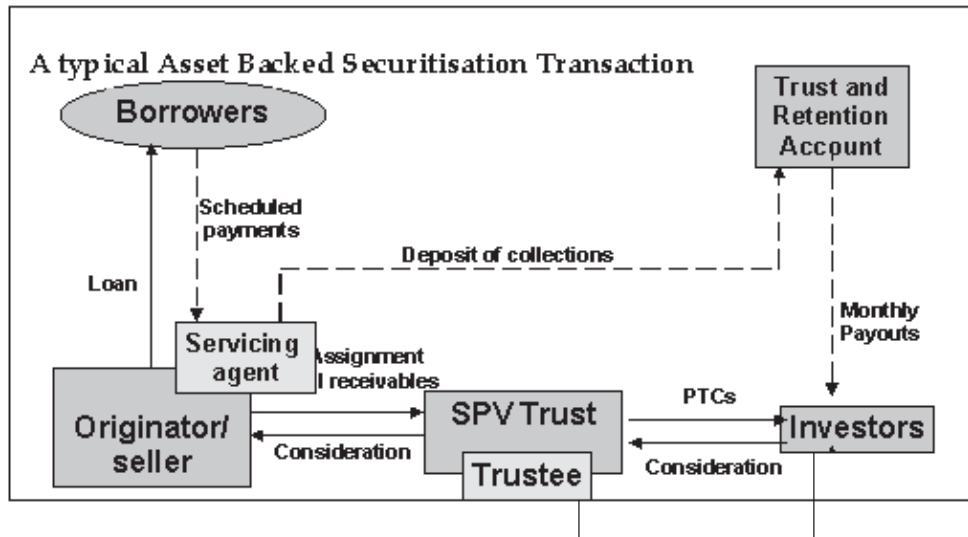 A typical Asset Backed Securitisation Transaction
Borrowers
Trust and
Retention
Account
Scheduled
payments
Deposit of collections
Loan
Monthly
Payouts
Servicing
agent
Assignment
receivables
PTCs
Originator/
seller
SPV Trust
Investors
Consideration
Consideration
Trustee